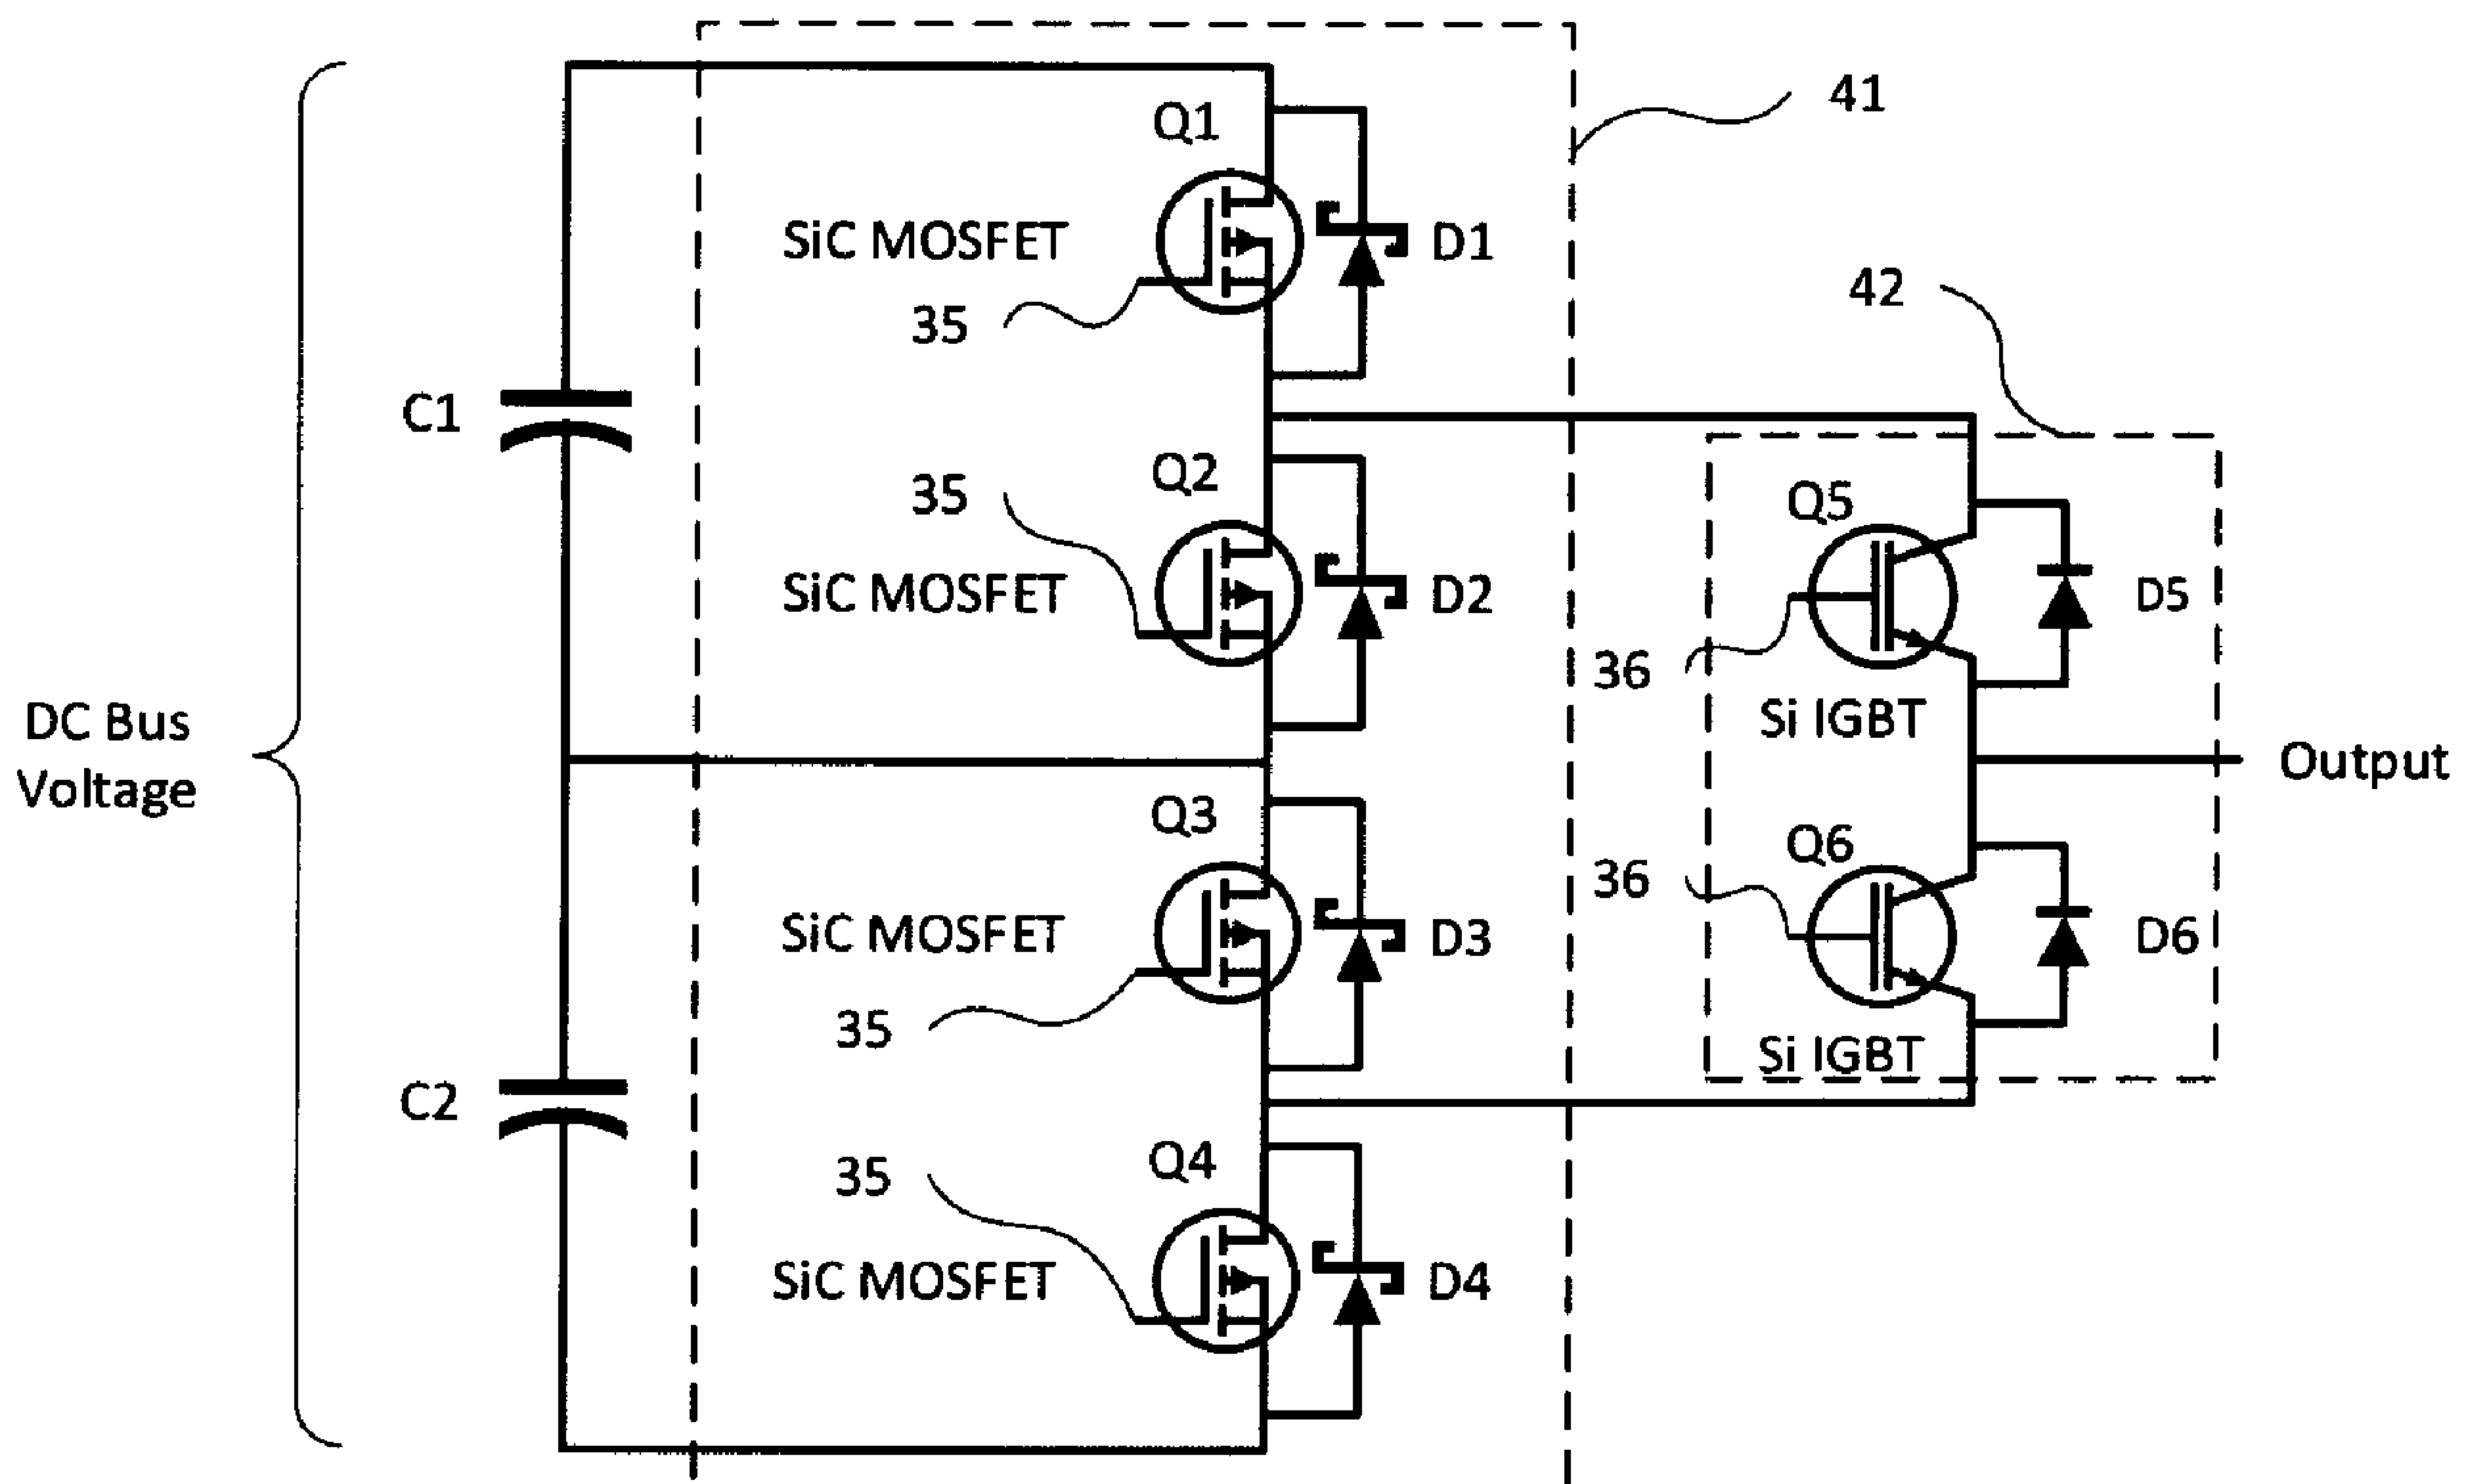 41
Q1
SiC MOSFET
D1
35
42
C1
Q2
35
SiC MOSFET
D2
Q5
D5
36
Si IGBT
DC Bus
Voltage
Output
Q3
SiC MOSFET
D3
35
Q6
36
D6
Si IGBT
C2
Q4
35
SiC MOSFET
D4